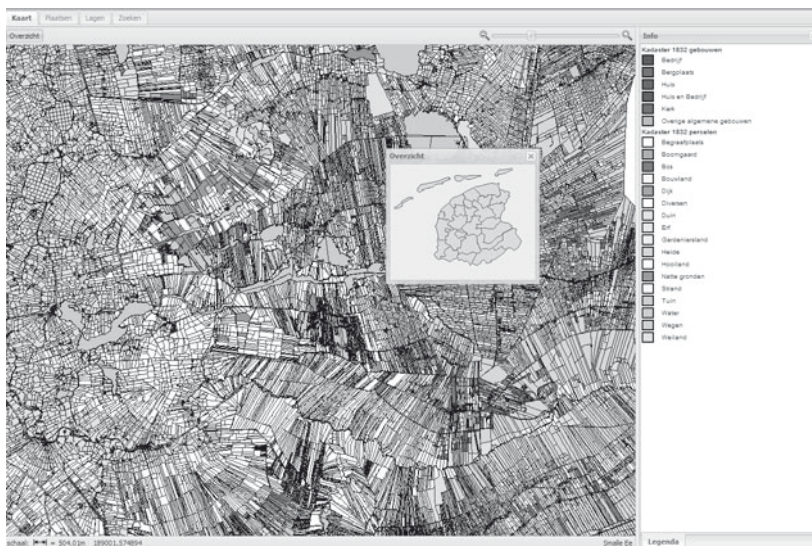 Kaart Plaatsen Lagen Zoeken
Overzicht
Info
Kadaster 1832 gebouwen
Bedrijf
Bergplaats
Huis
Huis en Bedrijf
Kerk
Overige algemene gebouwen
Kadaster 1832 percelen
Begraafplaats
Boomgaard
Bos
Bouwland
Dijk
Diversen
Duin
Erf
Gardeniersland
Heide
Hooiland
Natte gronden
Strand
Tuin
Water
Wegen
Weiland
Overzicht
schaal: = 504.01m 189001,574894
Smalle Ee
Legenda